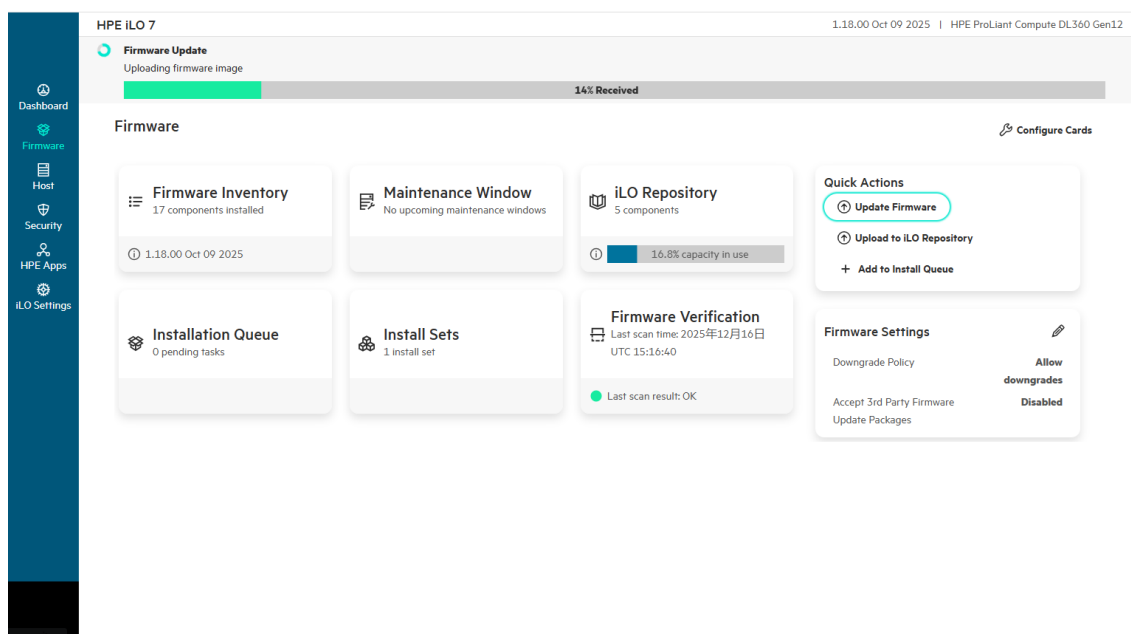 HPE iLO 7
1.18.00 Oct 09 2025 | HPE ProLiant Compute DL360 Gen12
Firmware Update
Uploading firmware image
14% Received
Dashboard
Firmware
Host
Security
HPE Apps
iLO Settings
Firmware
Configure Cards
Firmware Inventory
17 components installed
1.18.00 Oct 09 2025
Maintenance Window
No upcoming maintenance windows
iLO Repository
5 components
16.8% capacity in use
Quick Actions
Update Firmware
Upload to iLO Repository
Add to Install Queue
Installation Queue
0 pending tasks
Install Sets
1 install set
Firmware Verification
Last scan time: 2025年12月16日
UTC 15:16:40
Last scan result: OK
Firmware Settings
Downgrade Policy
Allow
downgrades
Accept 3rd Party Firmware
Update Packages
Disabled